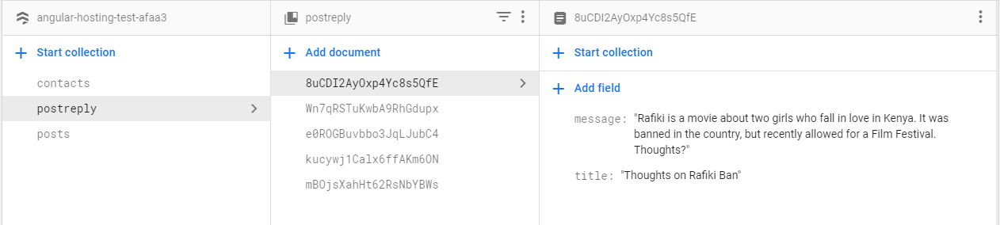 angular-hosting-test-afaa3
postreply
8uCDI2AyOxp4Yc8s5QfE
Start collection
Add document
Start collection
contacts
8uCDI2AyOxp4Yc8s5QfE
Add field
postreply
Wn7qRSTuKwbA9RhGdupx
message: "Rafiki is a movie about two girls who fall in love in Kenya. It was
banned in the country, but recently allowed for a Film Festival.
Thoughts?"
posts
e0ROGBuvbbo3JqLJubC4
kucywj1Calx6ffAKm6ON
title: "Thoughts on Rafiki Ban"
mBOjsXahHt62RsNbYBWs